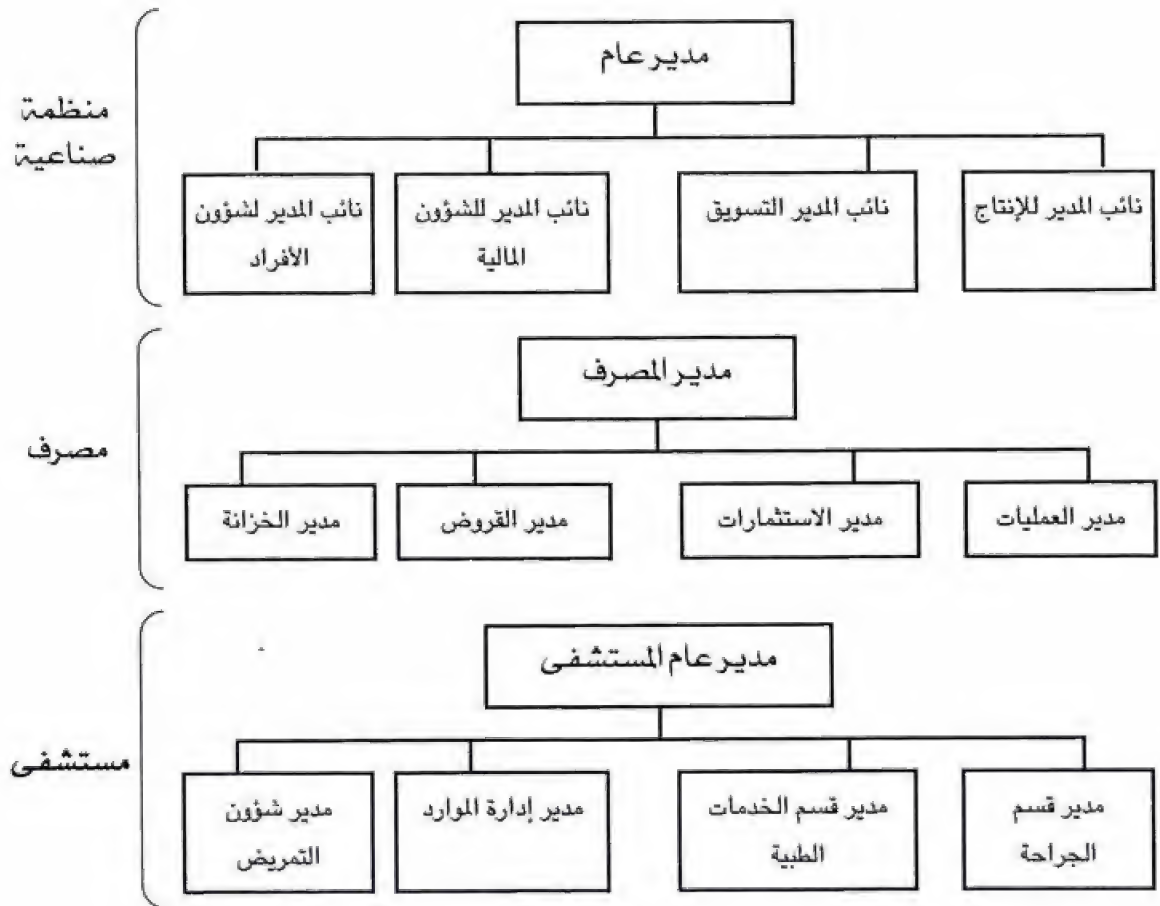 منظمة
صناعية
مدير عام
نائب المدير للإنتاج
نائب المدير التسويق
نائب المدير للشؤون
المالية
نائب المدير لشؤون
الأفراد
مصرف
مدير المصرف
مدير العمليات
مدير الاستثمارات
مدير القروض
مدير الخزانة
مستشفى
مدير عام المستشفى
مدير قسم
الجراحة
مدير قسم الخدمات
الطبية
مدير إدارة الموارد
مدير شؤون
التمريض